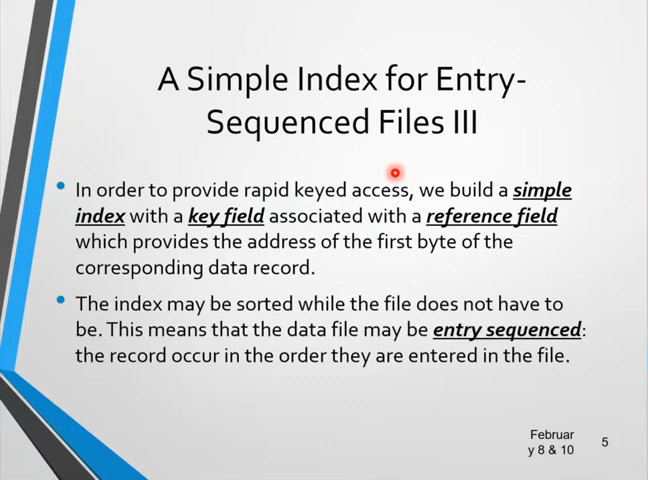 A Simple Index for Entry-
Sequenced Files III
In order to provide rapid keyed access, we build a simple
index with a key field associated with a reference field
which provides the address of the first byte of the
corresponding data record.
The index may be sorted while the file does not have to
be. This means that the data file may be entry sequenced:
the record occur in the order they are entered in the file.
Februar
y 8 & 10
5